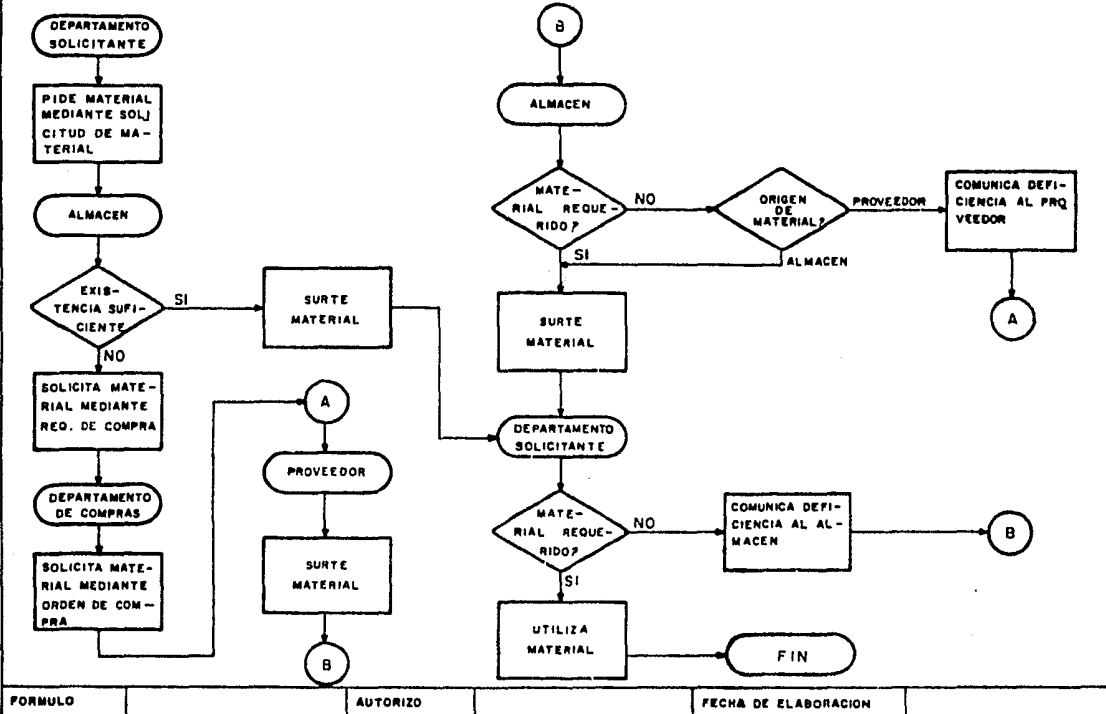 DEPARTAMENTO
SOLICITANTE
PIDE MATERIAL
MEDIANTE SOLI
CITUD DE MA-
TERIAL
ALMACEN
EXIS-
TENCIA SUFI-
CIENTE
SI
NO
SURTE
MATERIAL
SOLICITA MATE-
RIAL MEDIANTE
REQ. DE COMPRA
DEPARTAMENTO
DE COMPRAS
SOLICITA MATE-
RIAL MEDIANTE
ORDEN DE COM-
PRA
A
PROVEEDOR
SURTE
MATERIAL
B
B
ALMACEN
MATE-
RIAL REQUE-
RIDO?
NO
SI
ORIGEN
DE
MATERIAL?
PROVEEDOR
ALMACEN
COMUNICA DEFI-
CIENCIA AL PRO
VEEDOR
A
SURTE
MATERIAL
DEPARTAMENTO
SOLICITANTE
MATE-
RIAL REQUE-
RIDO?
NO
SI
COMUNICA DEFI-
CIENCIA AL AL-
MACEN
B
UTILIZA
MATERIAL
FIN
FORMULO
AUTORIZO
FECHA DE ELABORACION